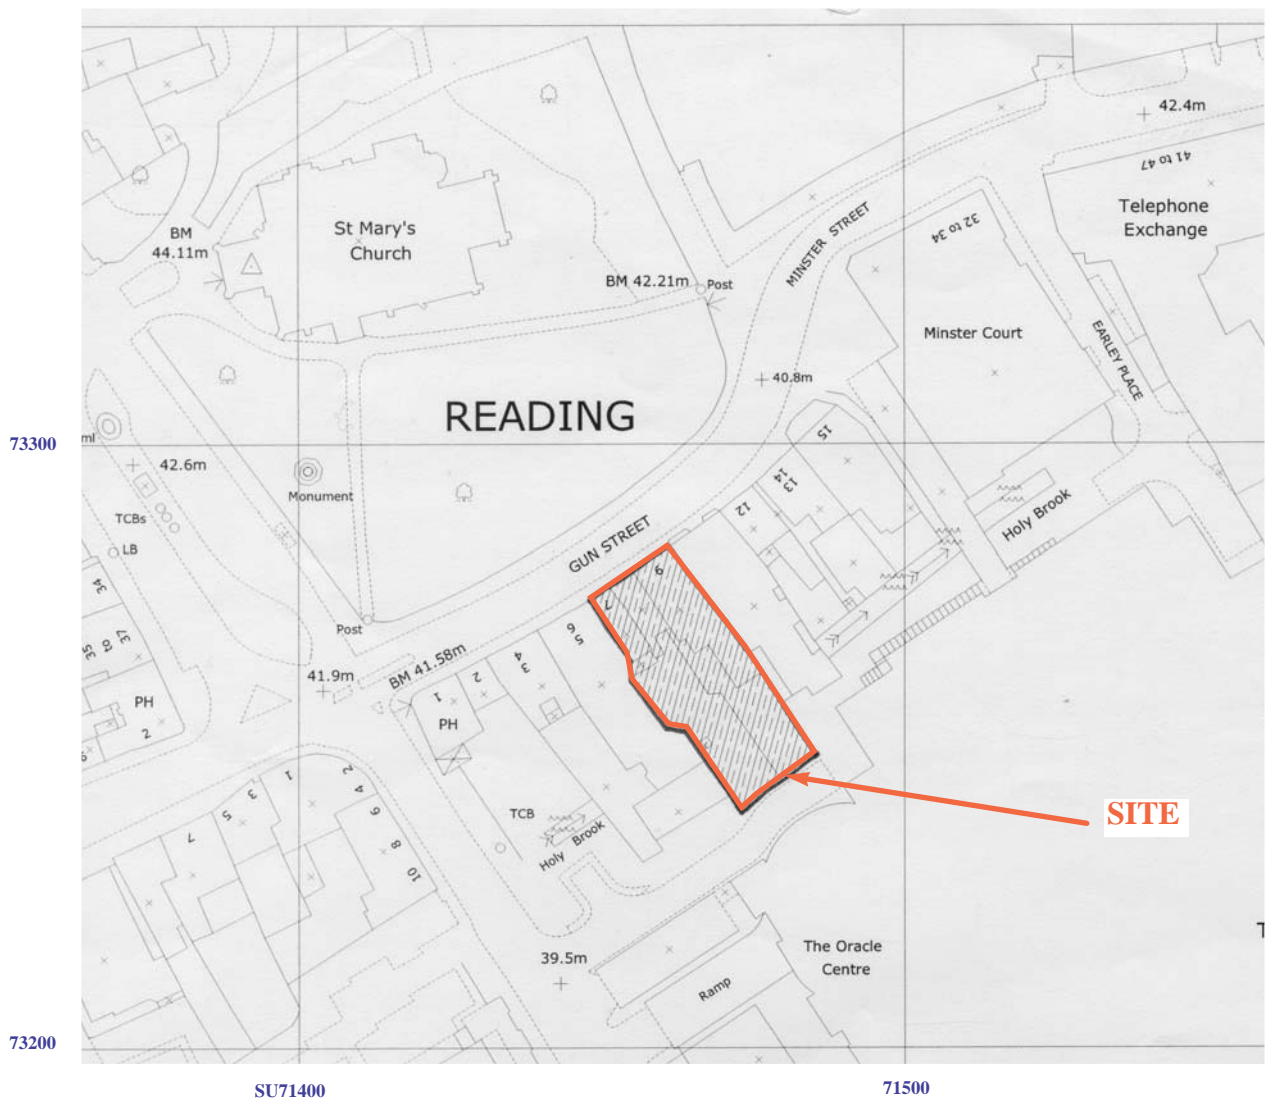 42.4m
41 to 47
Telephone
Exchange
BM
44.11m
St Mary's
Church
MINSTER STREET
32 to 34
BM 42.21m
Post
Minster Court
EARLEY PLACE
40.8m
READING
73300
ml
42.6m
15
Monument
13
14
12
TCBs
LB
GUN STREET
Holy Brook
34
9
7
35
to
37
Post
6
5
BM 41.58m
4
3
41.9m
2
1
PH
PH
2
1
3
5
7
2
4
6
8
10
TCB
Holy Brook
SITE
The Oracle
Centre
39.5m
Ramp
T
73200
SU71400
71500